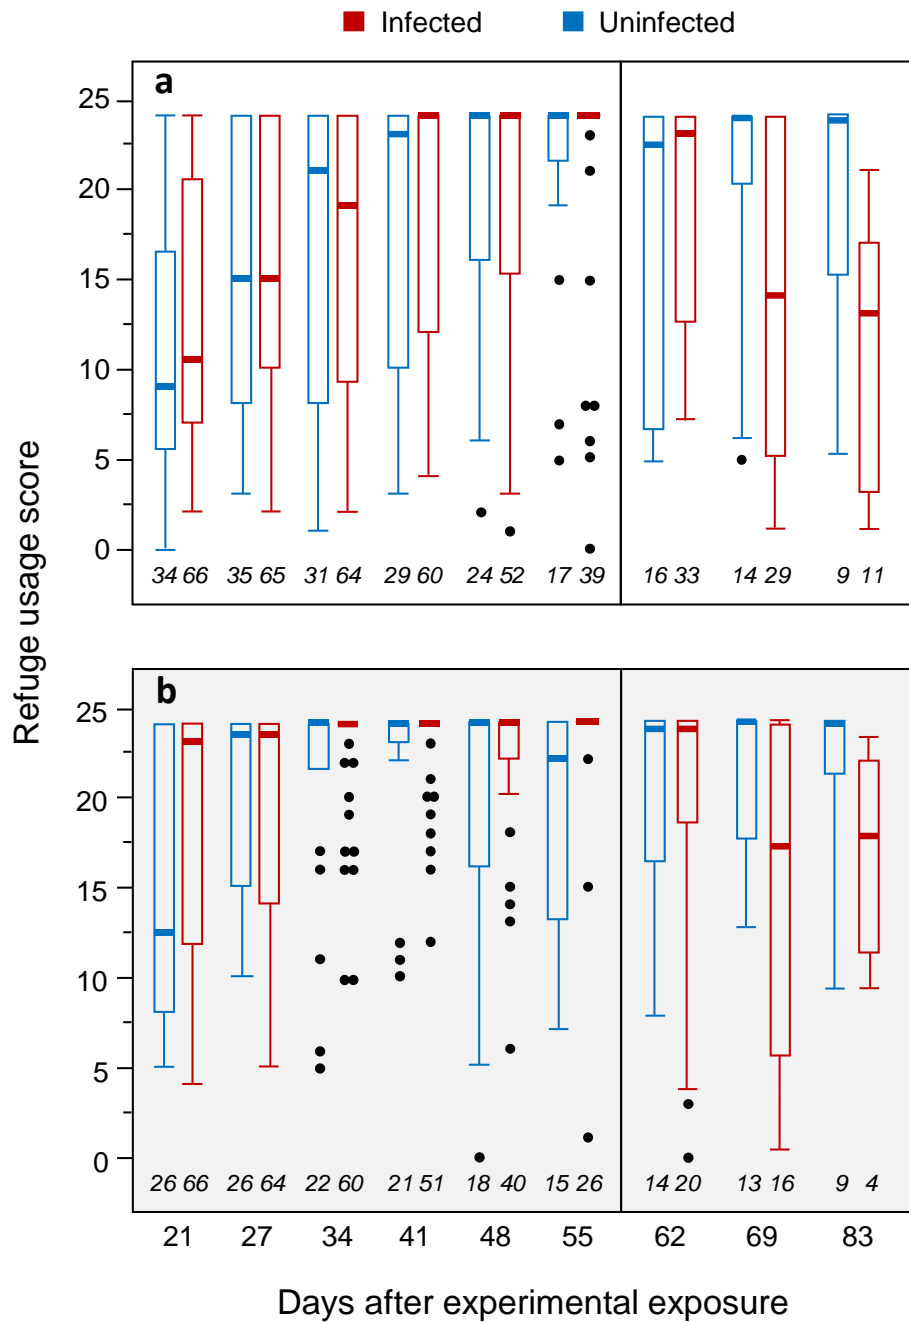 Infected Uninfected
a
25
20
15
10
5
0
34 66 35 65 31 64 29 60 24 52 17 39 16 33 14 29 9 11
Refuge usage score
b
25
20
15
10
5
0
26 66 26 64 22 60 21 51 18 40 15 26 14 20 13 16 9 4
21 27 34 41 48 55 62 69 83
Days after experimental exposure